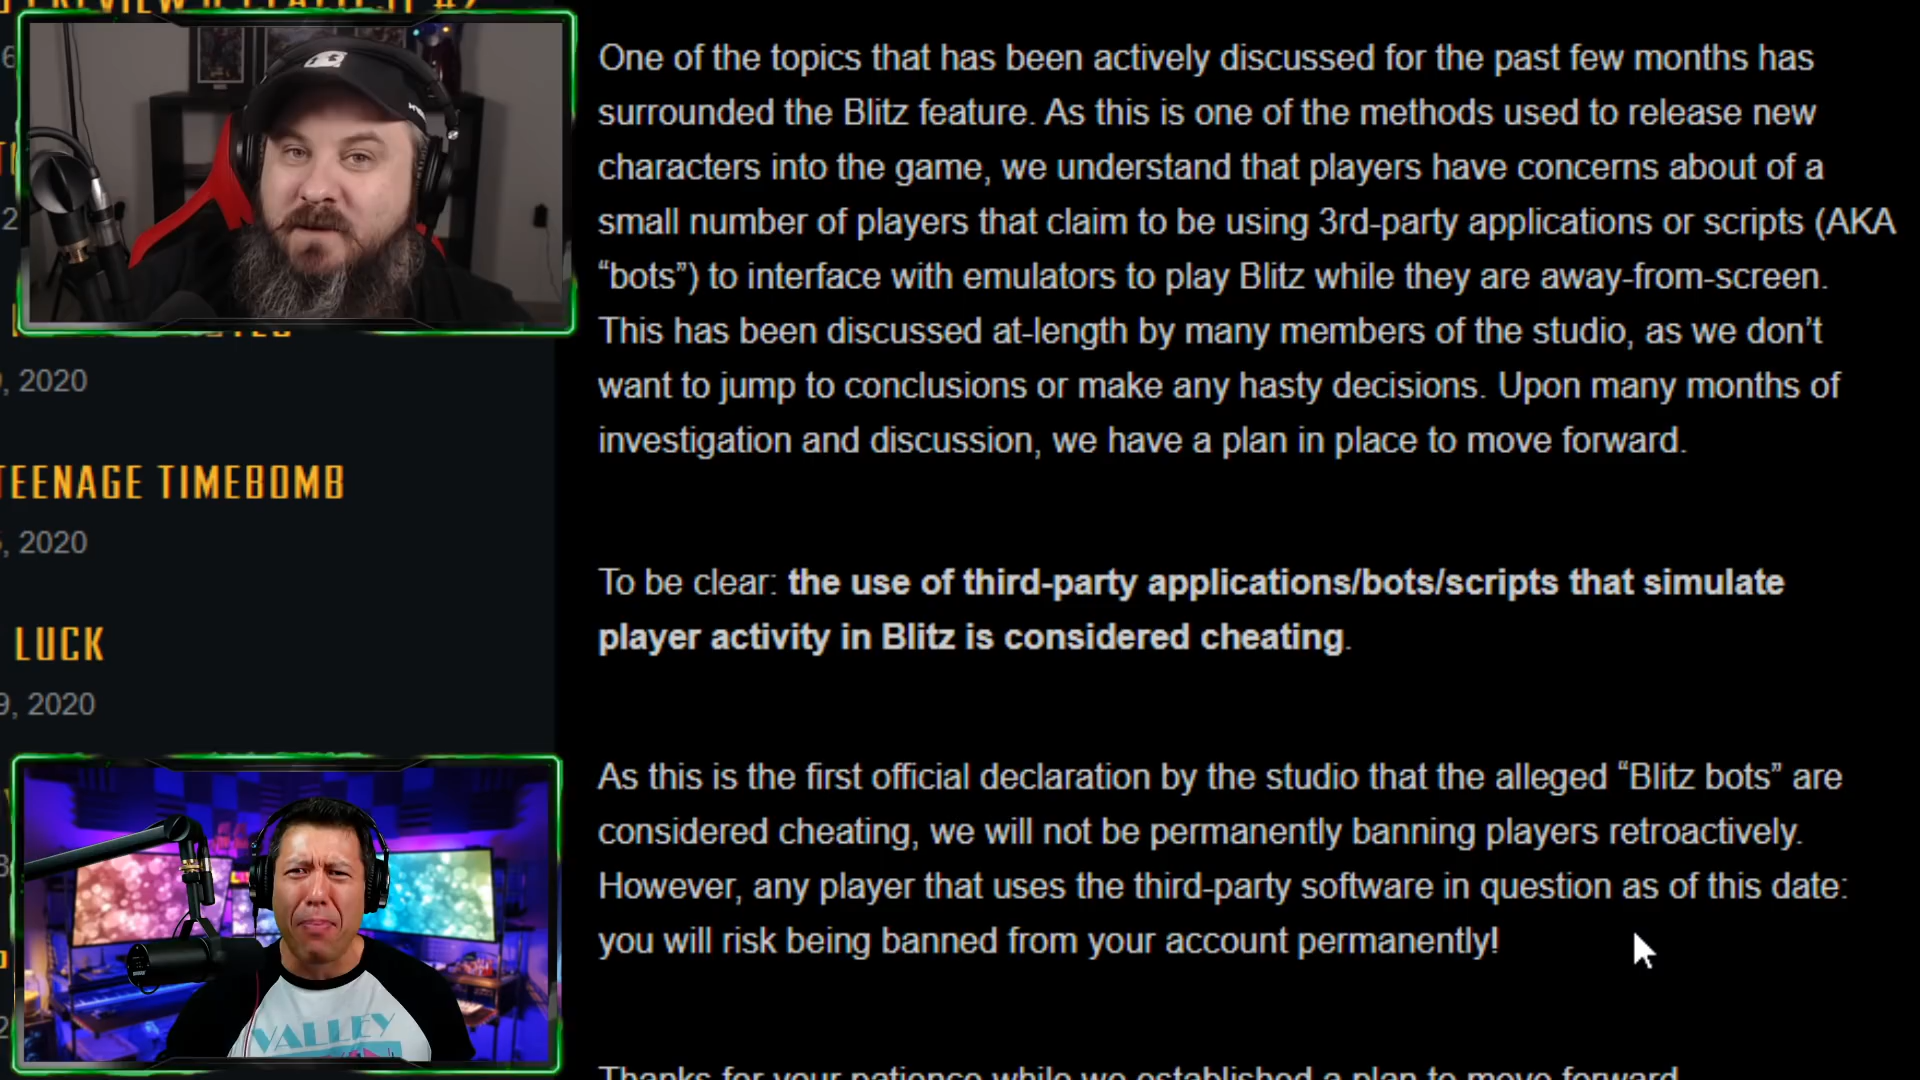 6
2
, 2020
TEENAGE TIMEBOMB
, 2020
LUCK
9, 2020
VALLEY
One of the topics that has been actively discussed for the past few months has
surrounded the Blitz feature. As this is one of the methods used to release new
characters into the game, we understand that players have concerns about of a
small number of players that claim to be using 3rd-party applications or scripts (AKA
“bots”) to interface with emulators to play Blitz while they are away-from-screen.
This has been discussed at-length by many members of the studio, as we don’t
want to jump to conclusions or make any hasty decisions. Upon many months of
investigation and discussion, we have a plan in place to move forward.
To be clear: the use of third-party applications/bots/scripts that simulate
player activity in Blitz is considered cheating.
As this is the first official declaration by the studio that the alleged “Blitz bots” are
considered cheating, we will not be permanently banning players retroactively.
However, any player that uses the third-party software in question as of this date:
you will risk being banned from your account permanently!
Thanks for your patience while we established a plan to move forward